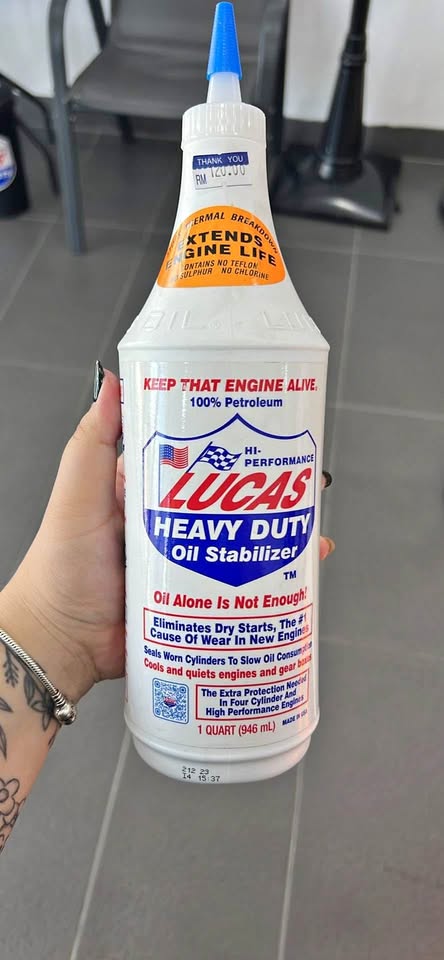 THANK YOU
RM 120.00
THERMAL BREAKDOWN
EXTENDS
ENGINE LIFE
CONTAINS NO TEFLON
SULPHUR NO CHLORINE
OIL LU
KEEP THAT ENGINE ALIVE.
100% Petroleum
HI-
PERFORMANCE
LUCAS
HEAVY DUTY
Oil Stabilizer
TM
Oil Alone Is Not Enough!
Eliminates Dry Starts, The #1
Cause Of Wear In New Engines
Seals Worn Cylinders To Slow Oil Consumption
Cools and quiets engines and gear boxes
The Extra Protection Needed
In Four Cylinder And
High Performance Engines
1 QUART (946 mL)
MADE IN USA
212 23
14 15:37